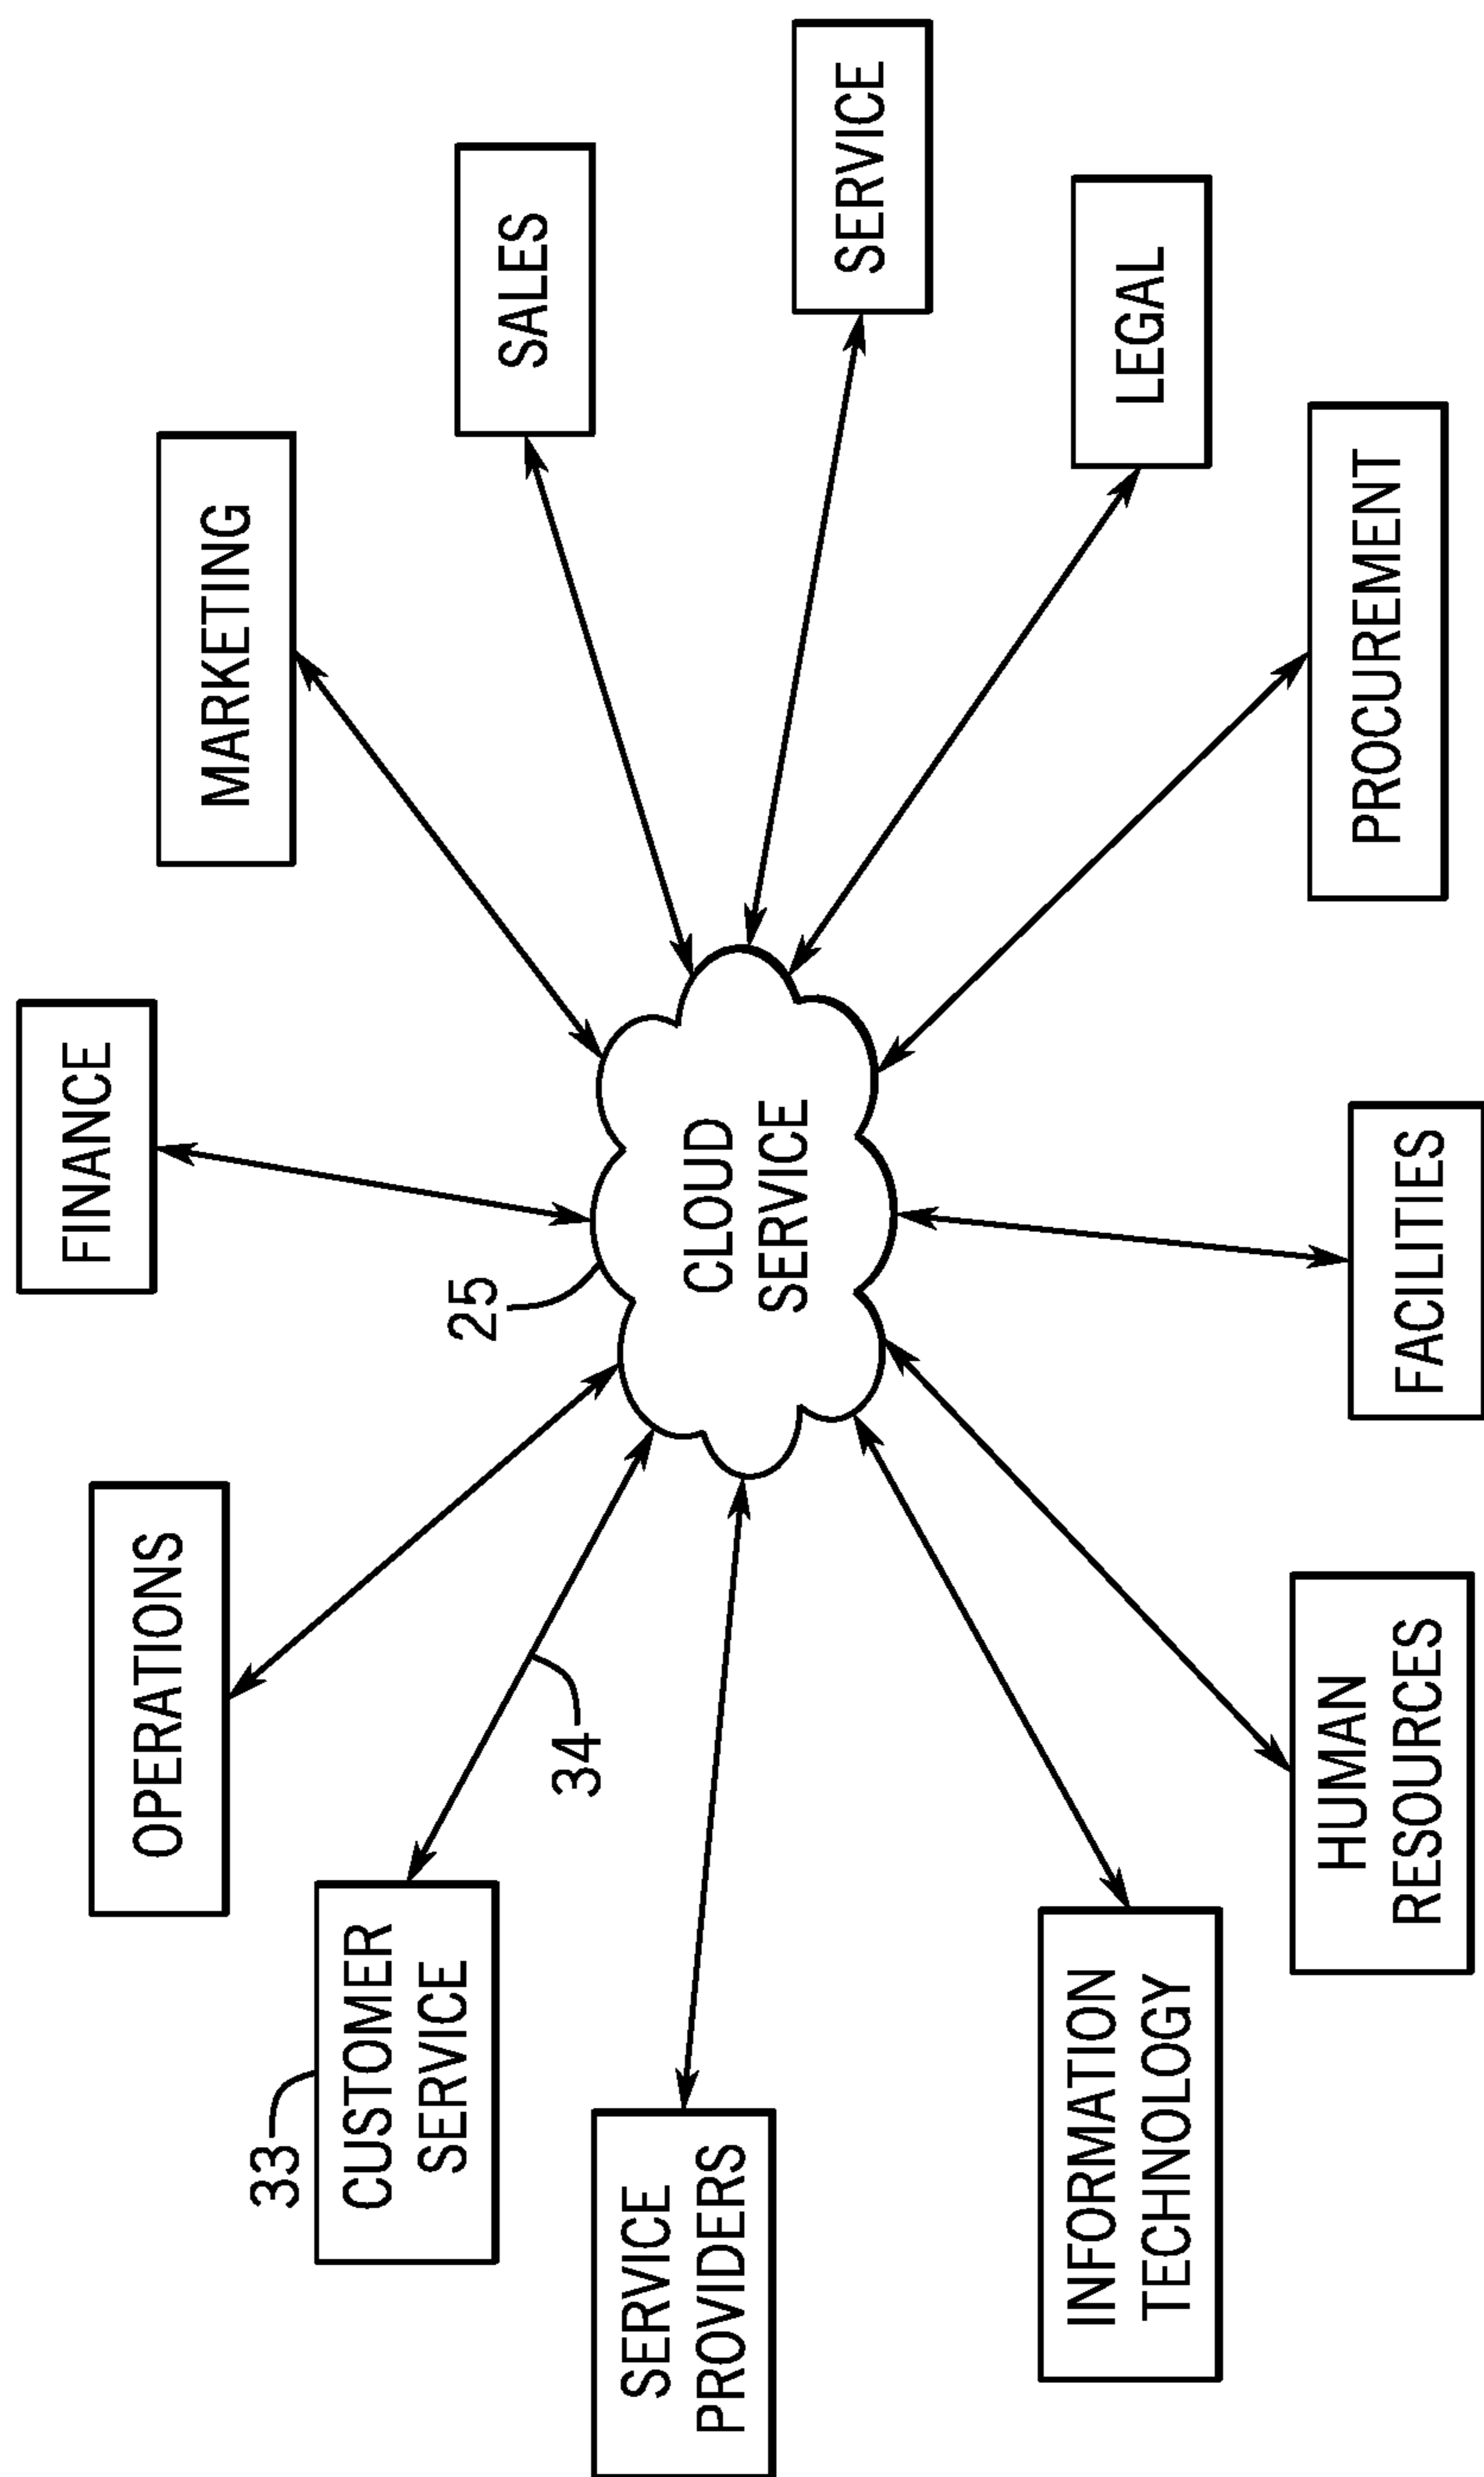 FINANCE
OPERATIONS
MARKETING
CUSTOMER
SERVICE
33
34
25
SALES
SERVICE
PROVIDERS
CLOUD
SERVICE
SERVICE
INFORMATION
TECHNOLOGY
LEGAL
HUMAN
RESOURCES
FACILITIES
PROCUREMENT